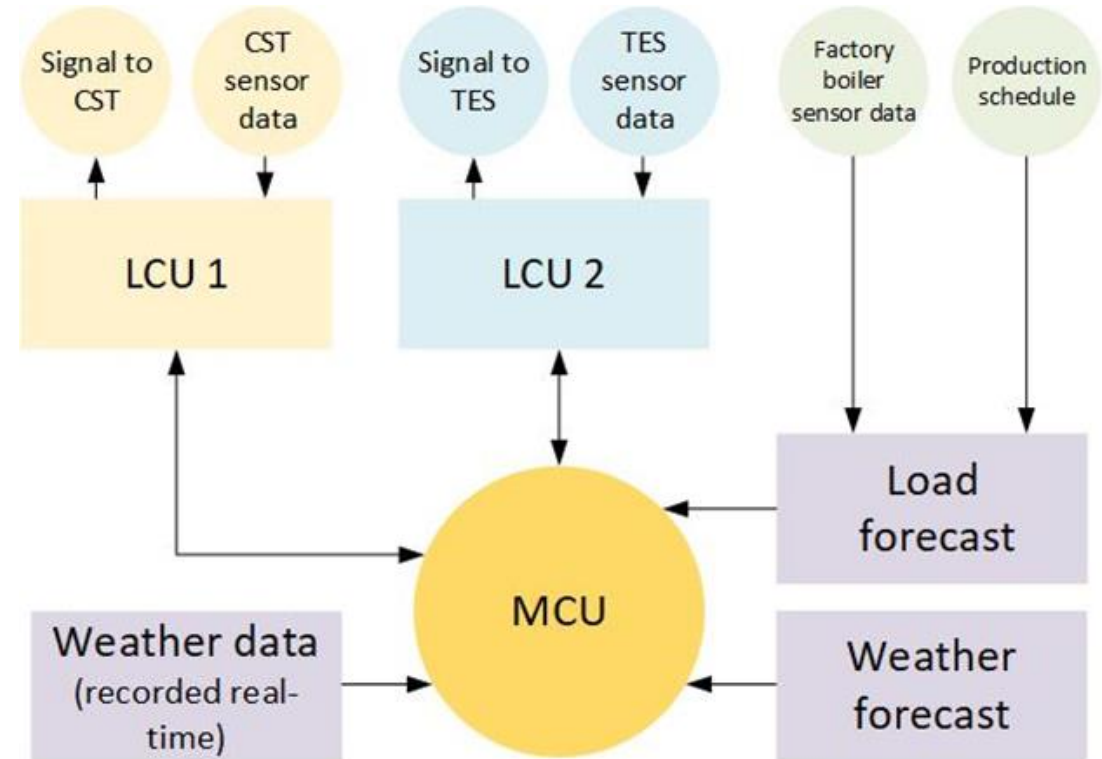 Signal to
CST
CST
sensor
data
Signal to
TES
TES
sensor
data
Factory
boiler
sensor data
Production
schedule
LCU 1
LCU 2
Load
forecast
MCU
Weather data
(recorded real-
time)
Weather
forecast